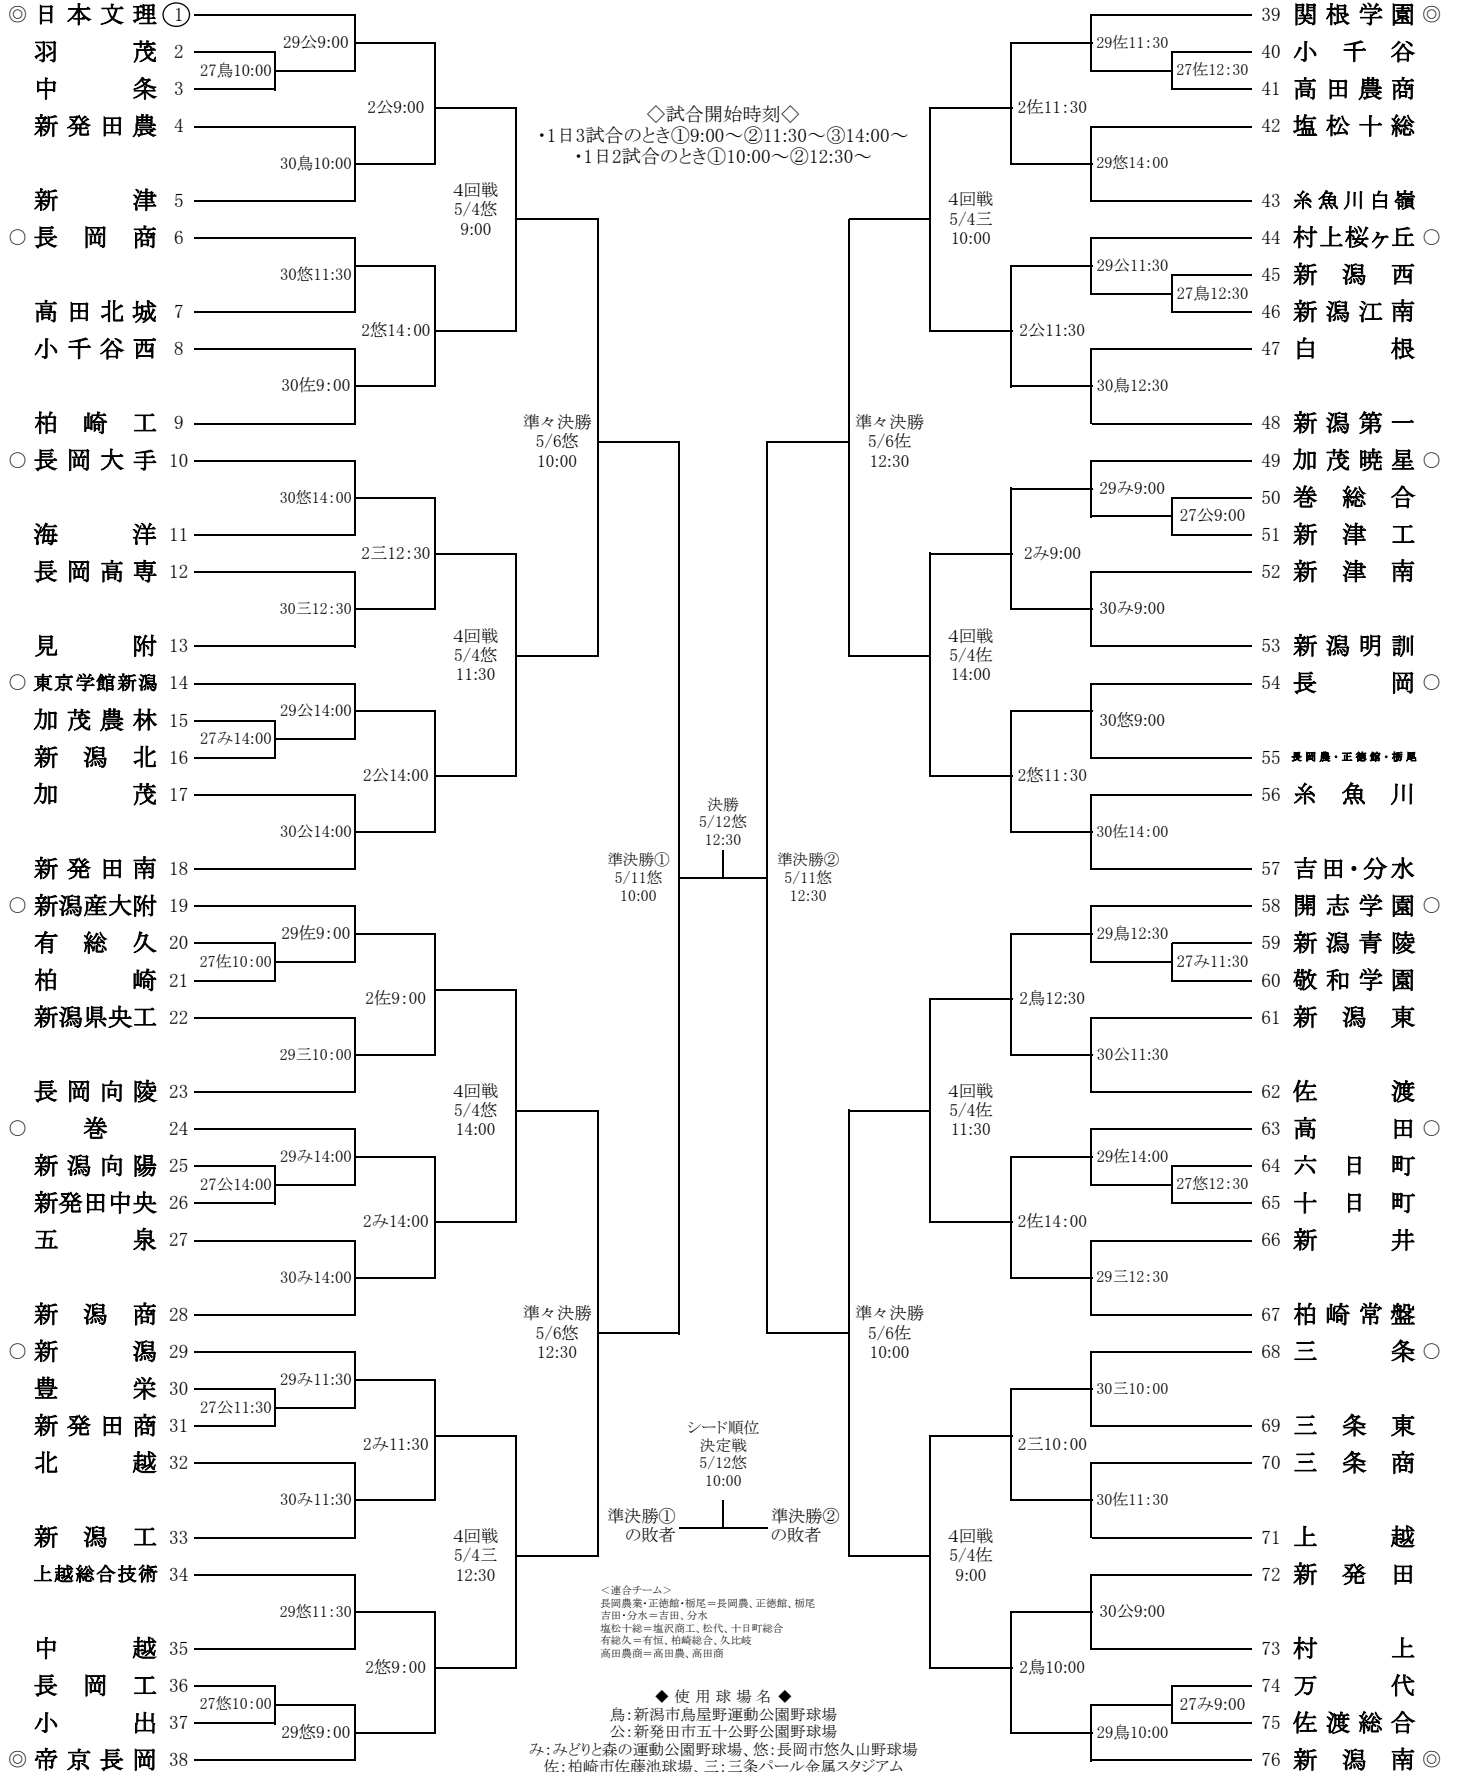 ◎ 日本文理 ①
羽茂 2
中条 3
新発田農 4
新津 5
○ 長岡商 6
高田北城 7
小千谷西 8
柏崎工 9
○ 長岡大手 10
海洋 11
長岡高専 12
見附 13
○ 東京学館新潟 14
加茂農林 15
新潟北 16
加茂 17
新発田南 18
○ 新潟産大附 19
有総久 20
柏崎 21
新潟県央工 22
長岡向陵 23
○ 巻 24
新潟向陽 25
新発田中央 26
五泉 27
新潟商 28
○ 新潟 29
豊栄 30
新発田商 31
北越 32
新潟工 33
上越総合技術 34
中越 35
長岡工 36
小出 37
◎ 帝京長岡 38
27鳥10:00
27み14:00
27佐10:00
27公14:00
27公11:30
27悠10:00
29公9:00
30鳥10:00
30悠11:30
30佐9:00
30悠14:00
30三12:30
29公14:00
30公14:00
29佐9:00
29三10:00
29み14:00
30み14:00
29み11:30
30み11:30
29悠11:30
29悠9:00
2公9:00
2悠14:00
2三12:30
2公14:00
2佐9:00
2み14:00
2み11:30
2悠9:00
4回戦
5/4悠
9:00
4回戦
5/4悠
11:30
4回戦
5/4悠
14:00
4回戦
5/4三
12:30
準々決勝
5/6悠
10:00
準々決勝
5/6悠
12:30
準決勝①
5/11悠
10:00
◇試合開始時刻◇
・1日3試合のとき①9:00～②11:30～③14:00～
・1日2試合のとき①10:00～②12:30～
決勝
5/12悠
12:30
シード順位
決定戦
5/12悠
10:00
準決勝①
の敗者
準決勝②
の敗者
＜連合チーム＞
長岡農業・正徳館・栃尾＝長岡農、正徳館、栃尾
吉田・分水＝吉田、分水
塩松十総＝塩沢商工、松代、十日町総合
有総久＝有恒、柏崎総合、久比岐
高田農商＝高田農、高田商
◆ 使 用 球 場 名 ◆
鳥:新潟市鳥屋野運動公園野球場
公:新発田市五十公野公園野球場
み:みどりと森の運動公園野球場、悠:長岡市悠久山野球場
佐:柏崎市佐藤池球場、三:三条パール金属スタジアム
準決勝②
5/11悠
12:30
準々決勝
5/6佐
12:30
準々決勝
5/6佐
10:00
4回戦
5/4三
10:00
4回戦
5/4佐
14:00
4回戦
5/4佐
11:30
4回戦
5/4佐
9:00
2佐11:30
2公11:30
2み9:00
2悠11:30
2鳥12:30
2佐14:00
2三10:00
2鳥10:00
29佐11:30
29悠14:00
29公11:30
30鳥12:30
29み9:00
30み9:00
30悠9:00
30佐14:00
29鳥12:30
30公11:30
29佐14:00
29三12:30
30三10:00
30佐11:30
30公9:00
29鳥10:00
27佐12:30
27鳥12:30
27公9:00
27み11:30
27悠12:30
27み9:00
39 関根学園 ◎
40 小千谷
41 高田農商
42 塩松十総
43 糸魚川白嶺
44 村上桜ヶ丘 ○
45 新潟西
46 新潟江南
47 白根
48 新潟第一
49 加茂暁星 ○
50 巻総合
51 新津工
52 新津南
53 新潟明訓
54 長岡 ○
55 長岡農・正徳館・栃尾
56 糸魚川
57 吉田・分水
58 開志学園 ○
59 新潟青陵
60 敬和学園
61 新潟東
62 佐渡
63 高田 ○
64 六日町
65 十日町
66 新井
67 柏崎常盤
68 三条 ○
69 三条東
70 三条商
71 上越
72 新発田
73 村上
74 万代
75 佐渡総合
76 新潟南 ◎